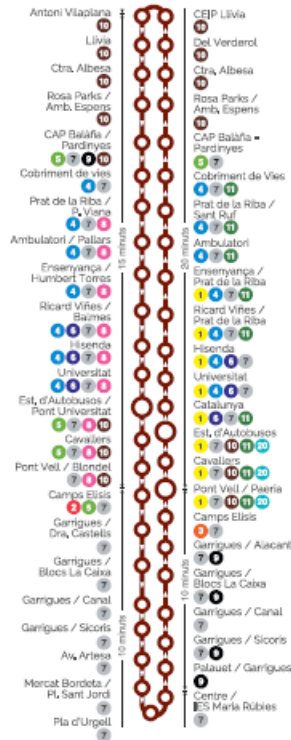 Antoni Vilaplana
10
Llívia
10
Ctra. Albesa
10
Rosa Parks /
Amb. Espens
10
CAP Balàfia /
Pardinyes
5 7 9 10
Cobriment de vies
4 7
Prat de la Riba /
P. Viana
4 7 8
Ambulatori / Pallars
4 7 8
Ensenyança /
Humbert Torres
4 7 8
Ricard Viñes /
Balmes
4 6 7 8
Hisenda
4 6 7 8
Universitat
4 6 7 8
Est. d'Autobusos /
Pont Universitat
5 7 8 10
Cavallers
5 7 8 10
Pont Vell / Blondel
7 8 10
Camps Elisis
2 5 7
Garrigues /
Dra. Castells
7
Garrigues /
Blocs La Caixa
7
Garrigues / Canal
7
Garrigues / Sicoris
7
Av. Artesa
7
Mercat Bordeta /
Pl. Sant Jordi
7
Pla d'Urgell
7
15 minuts
10 minuts
20 minuts
10 minuts
CEIP Llívia
10
Del Verderol
10
Ctra. Albesa
10
Rosa Parks /
Amb. Espens
10
CAP Balàfia -
Pardinyes
5 7
Cobriment de Vies
4 7 11
Prat de la Riba /
Sant Ruf
4 7 11
Ambulatori
4 7 11
Ensenyança /
Prat de la Riba
1 4 7 11
Ricard Viñes /
Prat de la Riba
1 4 7 11
Hisenda
1 4 6 7
Universitat
1 4 6 7
Catalunya
1 6 7 11
Est. d'Autobusos
1 7 10 11 20
Cavallers
1 7 10 11 20
Pont Vell / Paeria
1 7 10 11 20
Camps Elisis
3 7
Garrigues / Alacant
7 9
Garrigues /
Blocs La Caixa
7 9
Garrigues / Canal
7
Garrigues / Sicoris
7 9
Palauet / Garrigues
9
Centre /
IES Maria Rúbies
7